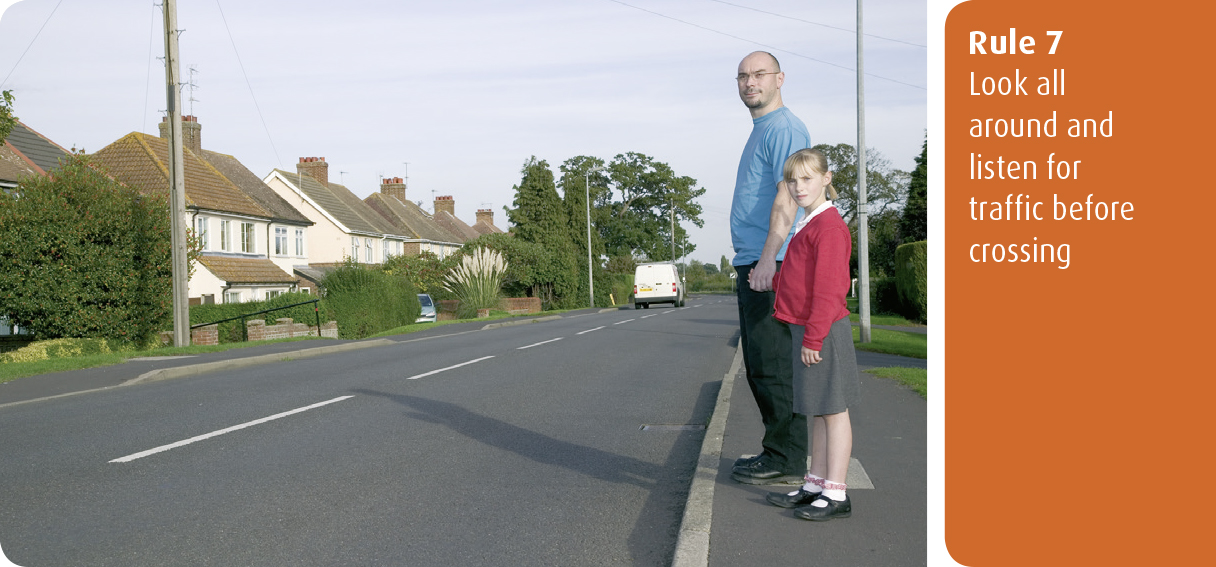 Rule 7
Look all
around and
listen for
traffic before
crossing